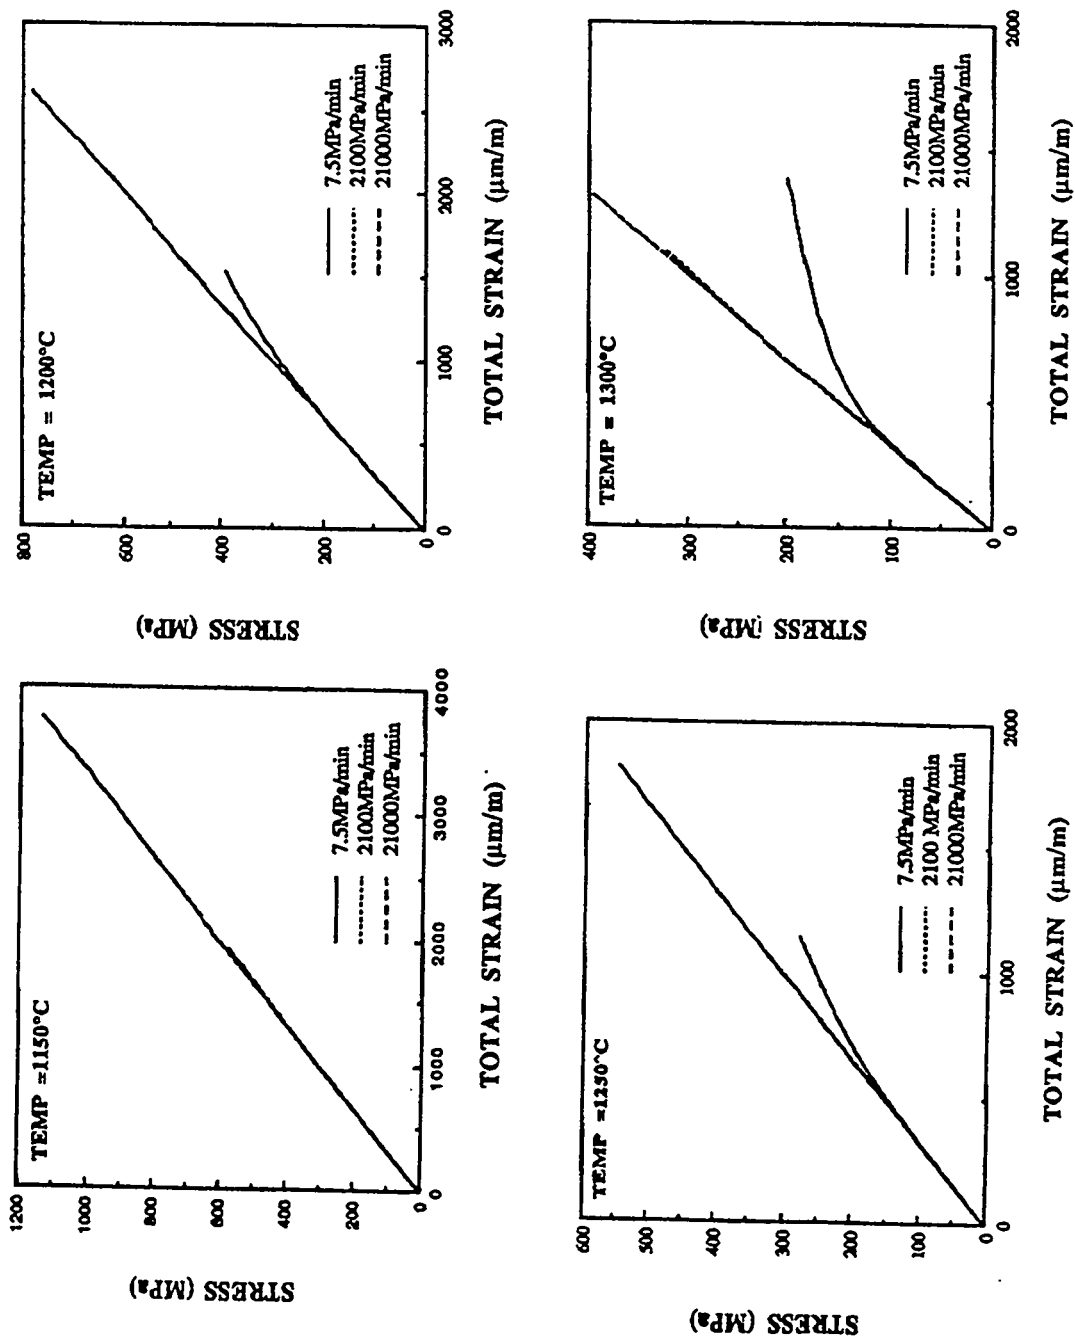 TEMP =1150°C
STRESS (MPa)
1200
1000
800
600
400
200
0
7.5MPa/min
2100MPa/min
21000MPa/min
0
1000
2000
3000
4000
TOTAL STRAIN (μm/m)
TEMP = 1200°C
STRESS (MPa)
800
600
400
200
0
7.5MPa/min
2100MPa/min
21000MPa/min
0
1000
2000
3000
TOTAL STRAIN (μm/m)
TEMP =1250°C
STRESS (MPa)
600
500
400
300
200
100
0
7.5MPa/min
2100 MPa/min
21000MPa/min
0
1000
2000
TOTAL STRAIN (μm/m)
TEMP = 1300°C
STRESS (MPa)
400
300
200
100
0
7.5MPa/min
2100MPa/min
21000MPa/min
0
1000
2000
TOTAL STRAIN (μm/m)